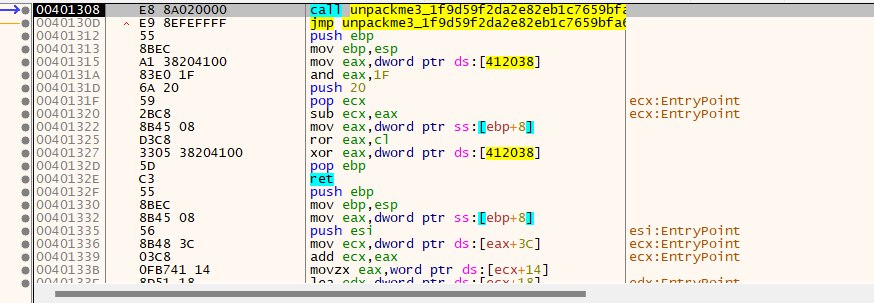 00401308 E8 8A020000 call unpackme3_1f9d59f2da2e82eb1c7659bfa
0040130D E9 8EFEFFFF jmp unpackme3_1f9d59f2da2e82eb1c7659bfa6
00401312 55 push ebp
00401313 8BEC mov ebp,esp
00401315 A1 38204100 mov eax,dword ptr ds:[412038]
0040131A 83E0 1F and eax,1F
0040131D 6A 20 push 20
0040131F 59 pop ecx ecx:EntryPoint
00401320 2BC8 sub ecx,eax ecx:EntryPoint
00401322 8B45 08 mov eax,dword ptr ss:[ebp+8]
00401325 D3C8 ror eax,cl
00401327 3305 38204100 xor eax,dword ptr ds:[412038]
0040132D 5D pop ebp
0040132E C3 ret
0040132F 55 push ebp
00401330 8BEC mov ebp,esp
00401332 8B45 08 mov eax,dword ptr ss:[ebp+8]
00401335 56 push esi esi:EntryPoint
00401336 8B48 3C mov ecx,dword ptr ds:[eax+3C] ecx:EntryPoint
00401339 03C8 add ecx,eax ecx:EntryPoint
0040133B 0FB741 14 movzx eax,word ptr ds:[ecx+14]
0040133F 8D51 18 lea edx,dword ptr ds:[ecx+18] edx:EntryPoint